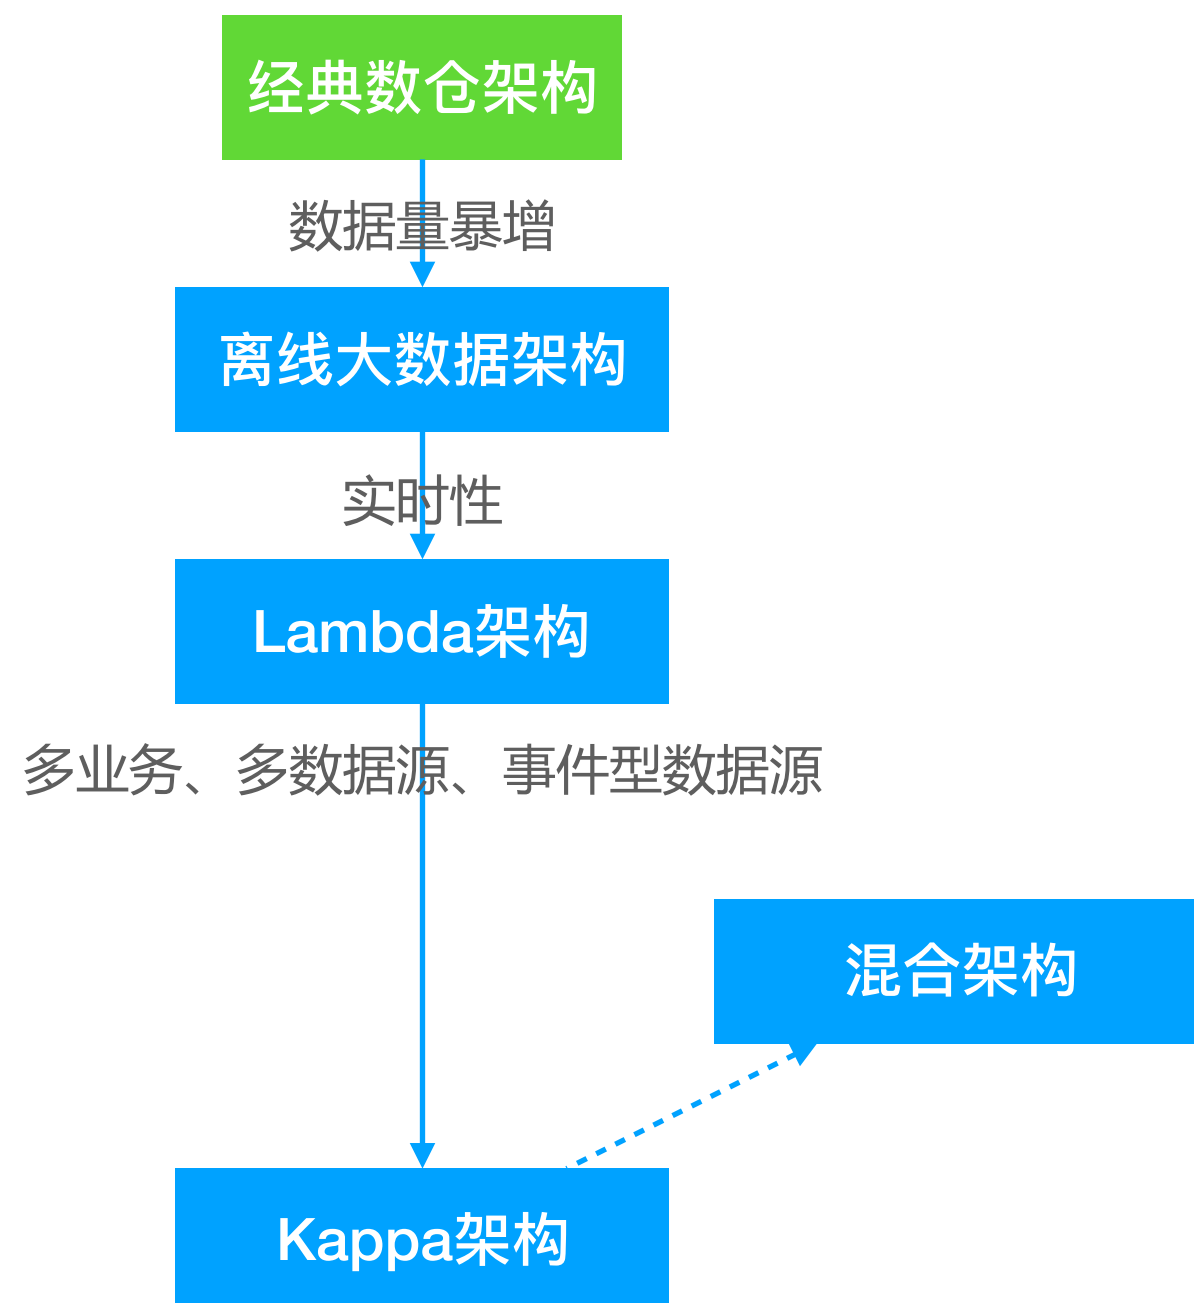 经典数仓架构
数据量暴增
离线大数据架构
实时性
Lambda架构
多业务、多数据源、事件型数据源
混合架构
Kappa架构